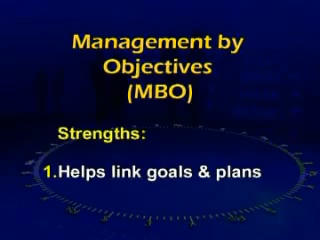 Management by
Objectives
(MBO)
Strengths:
1.Helps link goals & plans